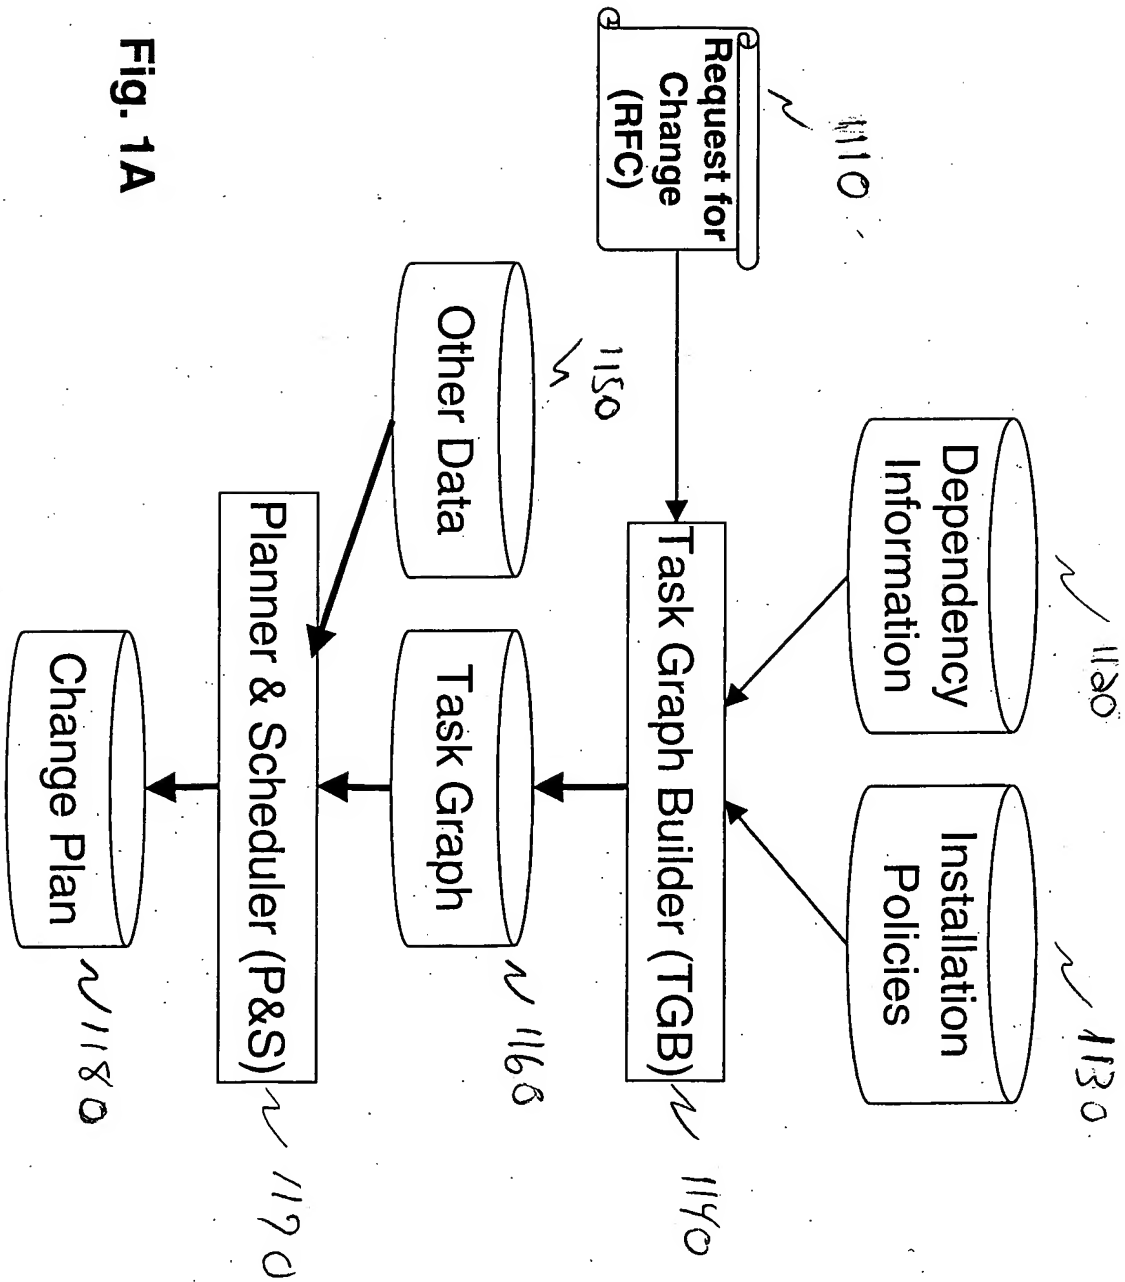 1120
1130
Dependency
Information
Installation
Policies
1110
Request for
Change
(RFC)
Task Graph Builder (TGB)
1140
1150
Other Data
Task Graph
1160
Planner & Scheduler (P&S)
1170
Change Plan
1180
Fig. 1A